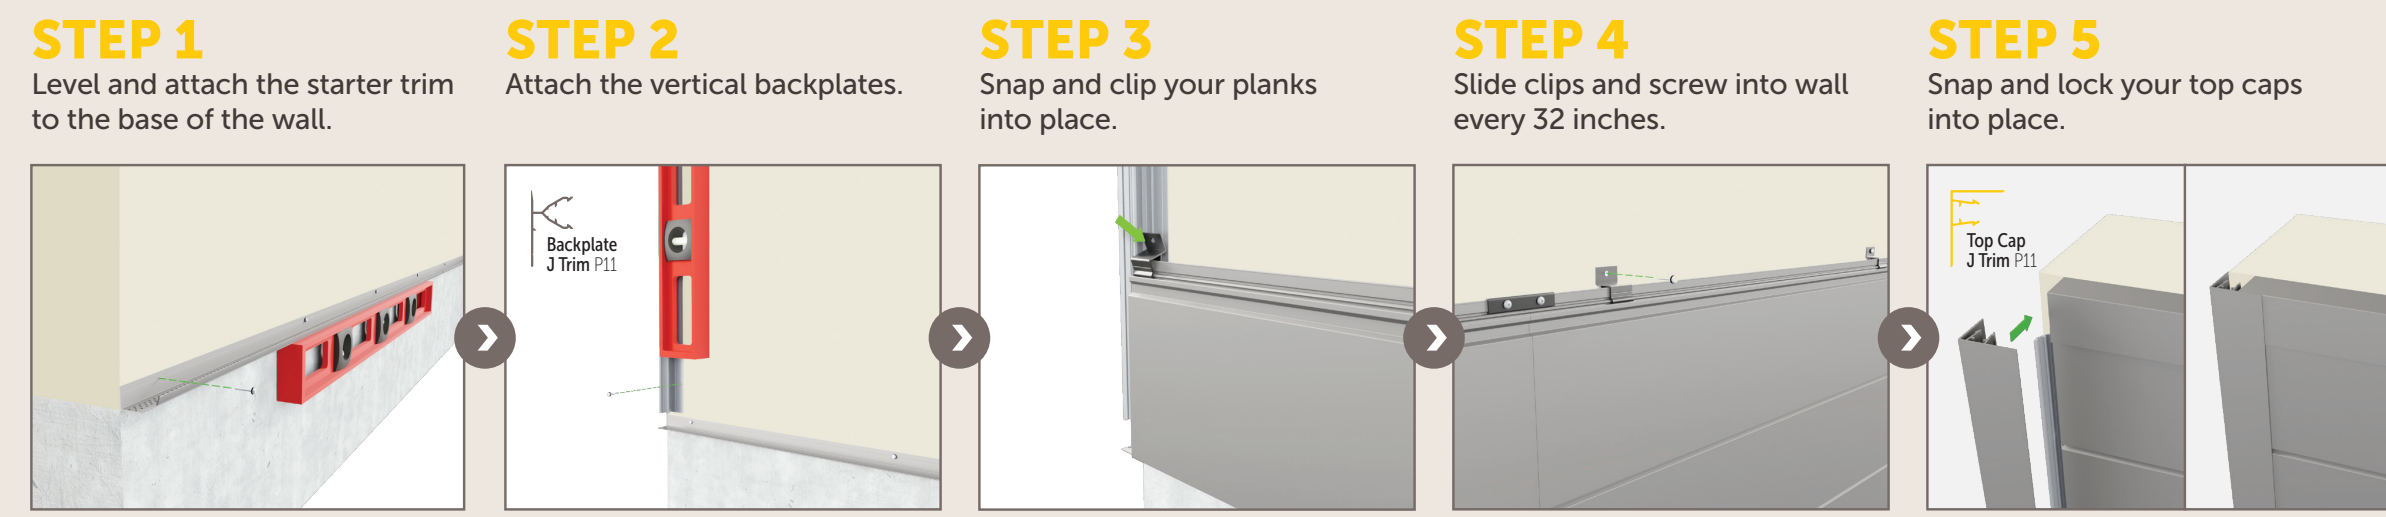 STEP 1
Level and attach the starter trim
to the base of the wall.
STEP 2
Attach the vertical backplates.
Backplate
J Trim P11
STEP 3
Snap and clip your planks
into place.
STEP 4
Slide clips and screw into wall
every 32 inches.
STEP 5
Snap and lock your top caps
into place.
Top Cap
J Trim P11